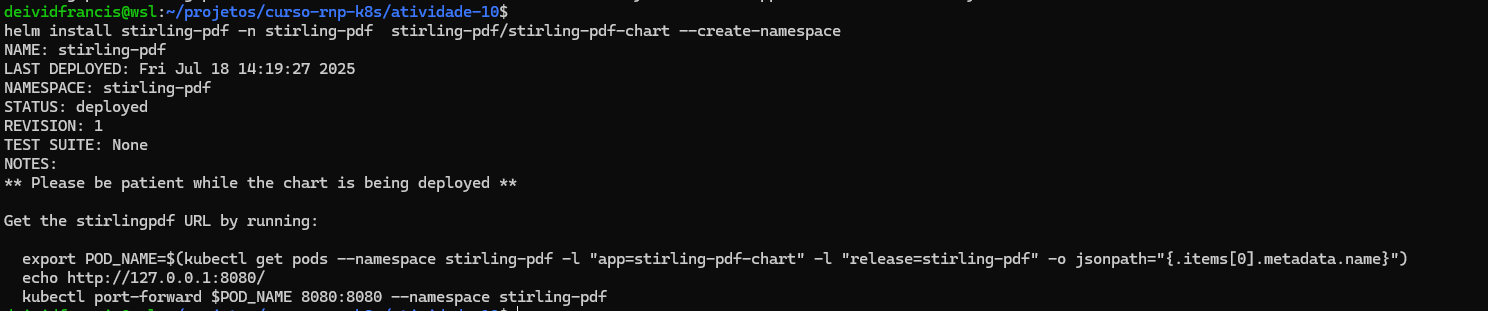 deividfrancis@wsl:~/projetos/curso-rnp-k8s/atividade-10$
helm install stirling-pdf -n stirling-pdf  stirling-pdf/stirling-pdf-chart --create-namespace
NAME: stirling-pdf
LAST DEPLOYED: Fri Jul 18 14:19:27 2025
NAMESPACE: stirling-pdf
STATUS: deployed
REVISION: 1
TEST SUITE: None
NOTES:
** Please be patient while the chart is being deployed **

Get the stirlingpdf URL by running:

  export POD_NAME=$(kubectl get pods --namespace stirling-pdf -l "app=stirling-pdf-chart" -l "release=stirling-pdf" -o jsonpath="{.items[0].metadata.name}")
  echo http://127.0.0.1:8080/
  kubectl port-forward $POD_NAME 8080:8080 --namespace stirling-pdf